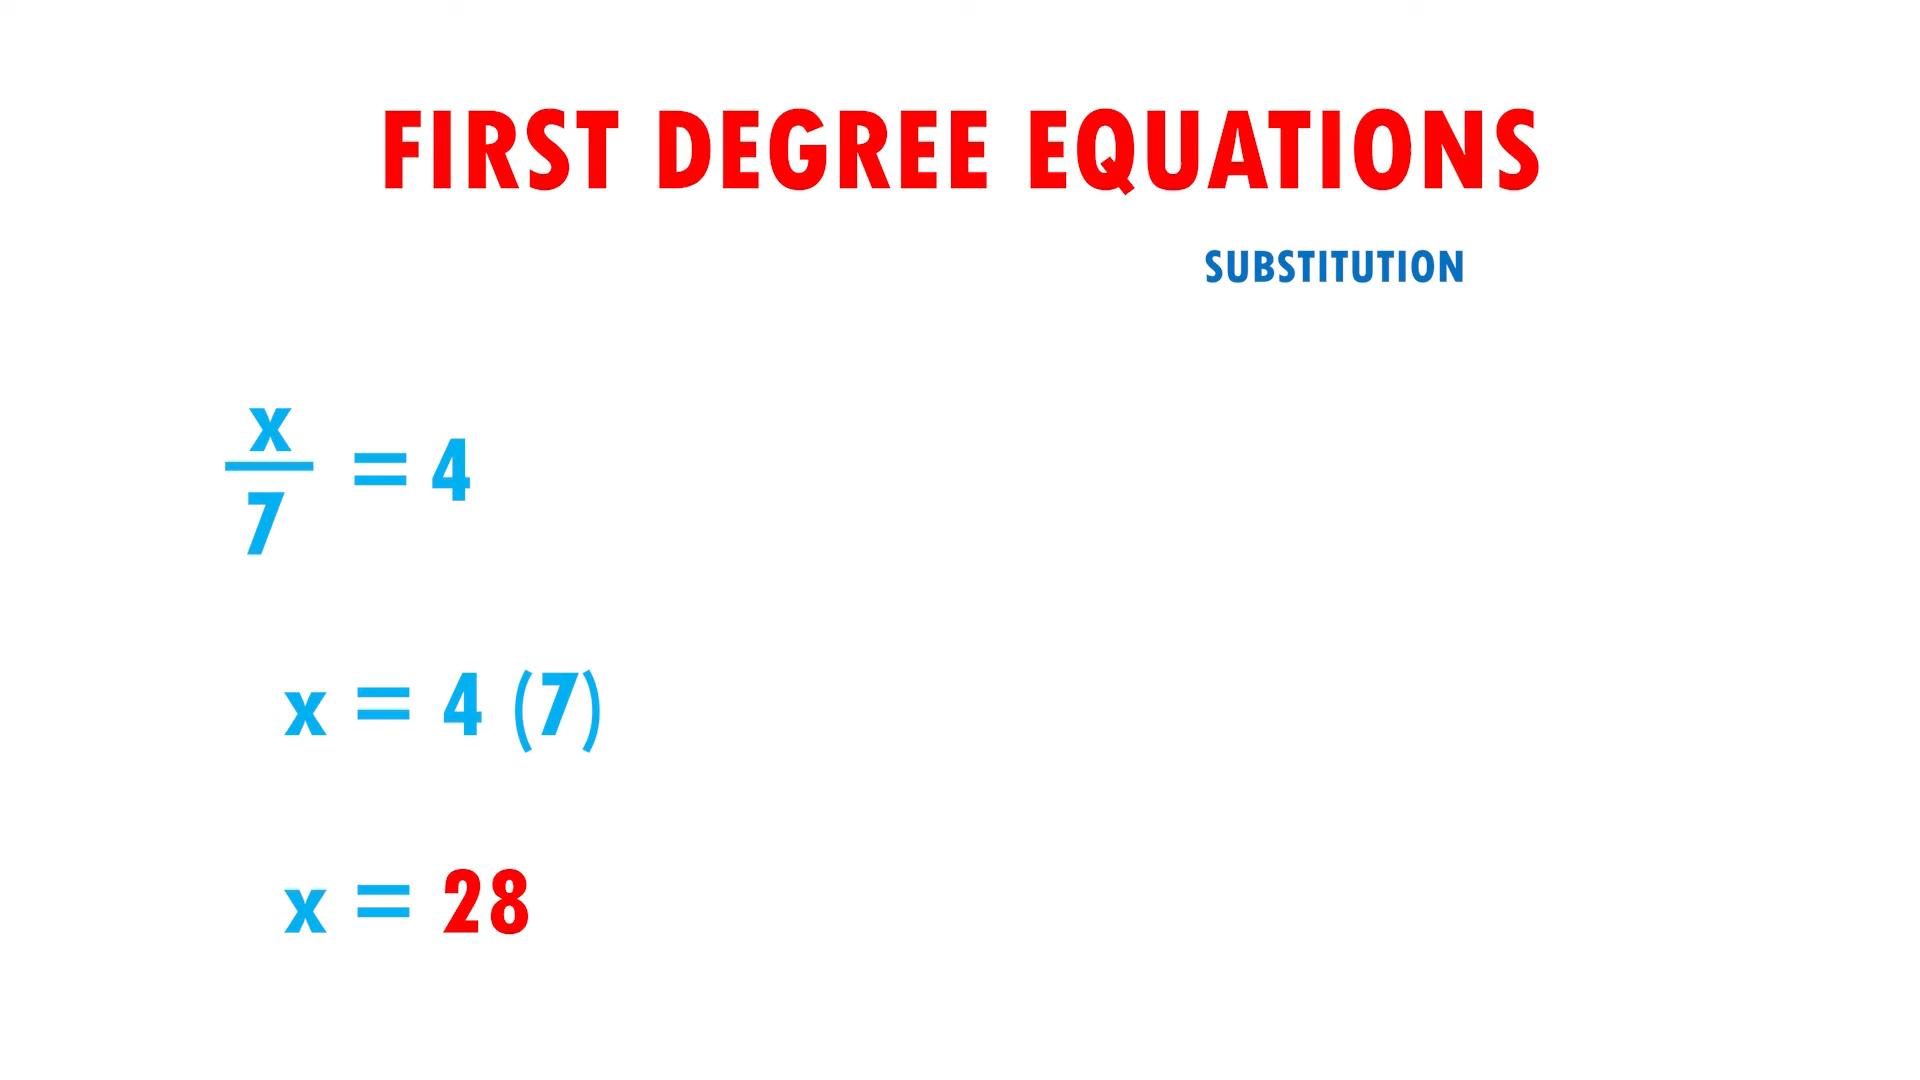 FIRST DEGREE EQUATIONS
SUBSTITUTION
x
7
= 4
x = 4 (7)
x = 28